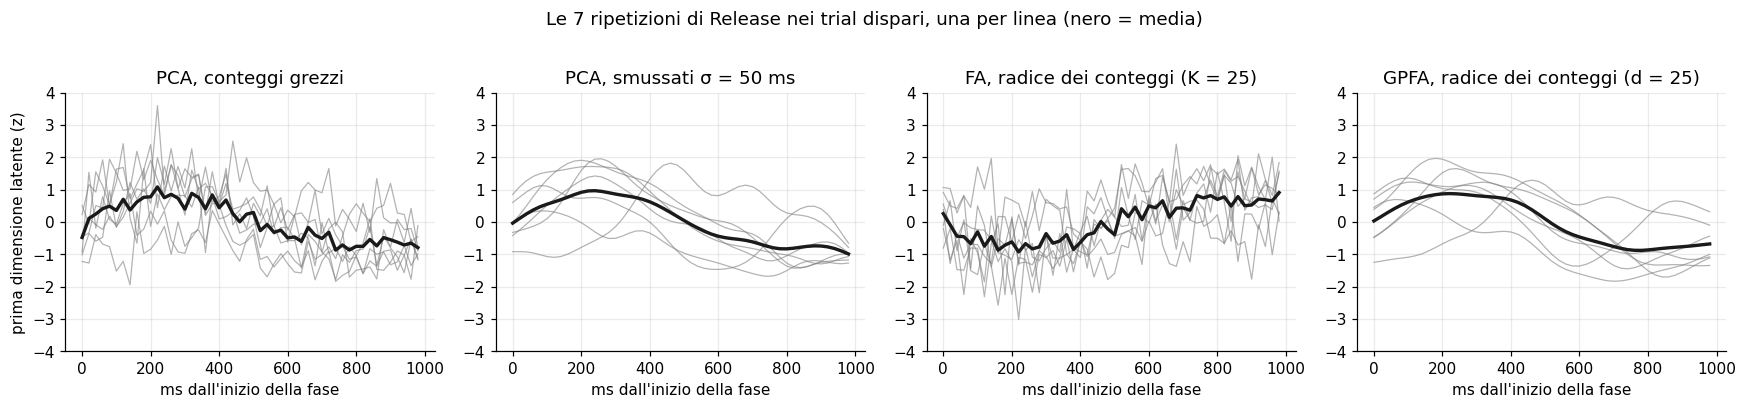 Le 7 ripetizioni di Release nei trial dispari, una per linea (nero = media)
PCA, conteggi grezzi
PCA, smussati σ = 50 ms
FA, radice dei conteggi (K = 25)
GPFA, radice dei conteggi (d = 25)
prima dimensione latente (z)
4
3
2
1
0
−1
−2
−3
−4
0 200 400 600 800 1000
ms dall'inizio della fase
4
3
2
1
0
−1
−2
−3
−4
0 200 400 600 800 1000
ms dall'inizio della fase
4
3
2
1
0
−1
−2
−3
−4
0 200 400 600 800 1000
ms dall'inizio della fase
4
3
2
1
0
−1
−2
−3
−4
0 200 400 600 800 1000
ms dall'inizio della fase